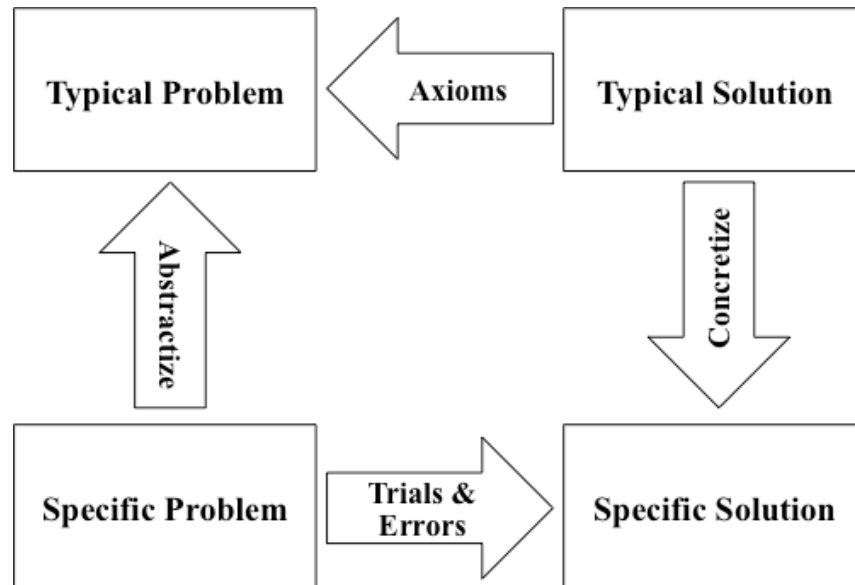 Typical Problem
Axioms
Typical Solution
Abstractize
Concretize
Specific Problem
Trials &
Errors
Specific Solution